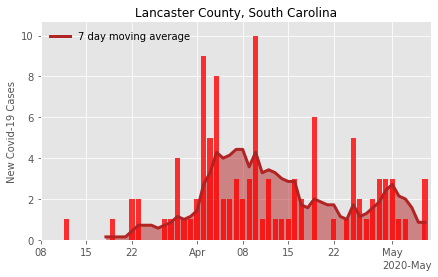 Lancaster County, South Carolina
7 day moving average
New Covid-19 Cases
10
8
6
4
2
0
08 15 22 Apr 08 15 22 May
2020-May